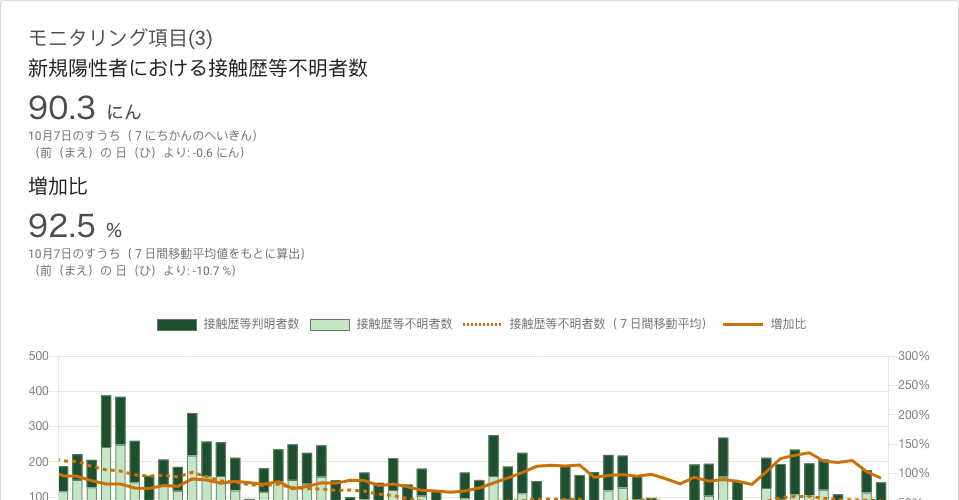 モニタリング項目(3)
新規陽性者における接触歴等不明者数
90.3 にん
10月7日のすうち（７にちかんのへいきん）
（前（まえ）の 日（ひ）より: -0.6 にん）
増加比
92.5 %
10月7日のすうち（７日間移動平均値をもとに算出）
（前（まえ）の 日（ひ）より: -10.7 %）
接触歴等判明者数 接触歴等不明者数 接触歴等不明者数（７日間移動平均） 増加比
500 300%
250%
400
200%
300
150%
200
100%
100